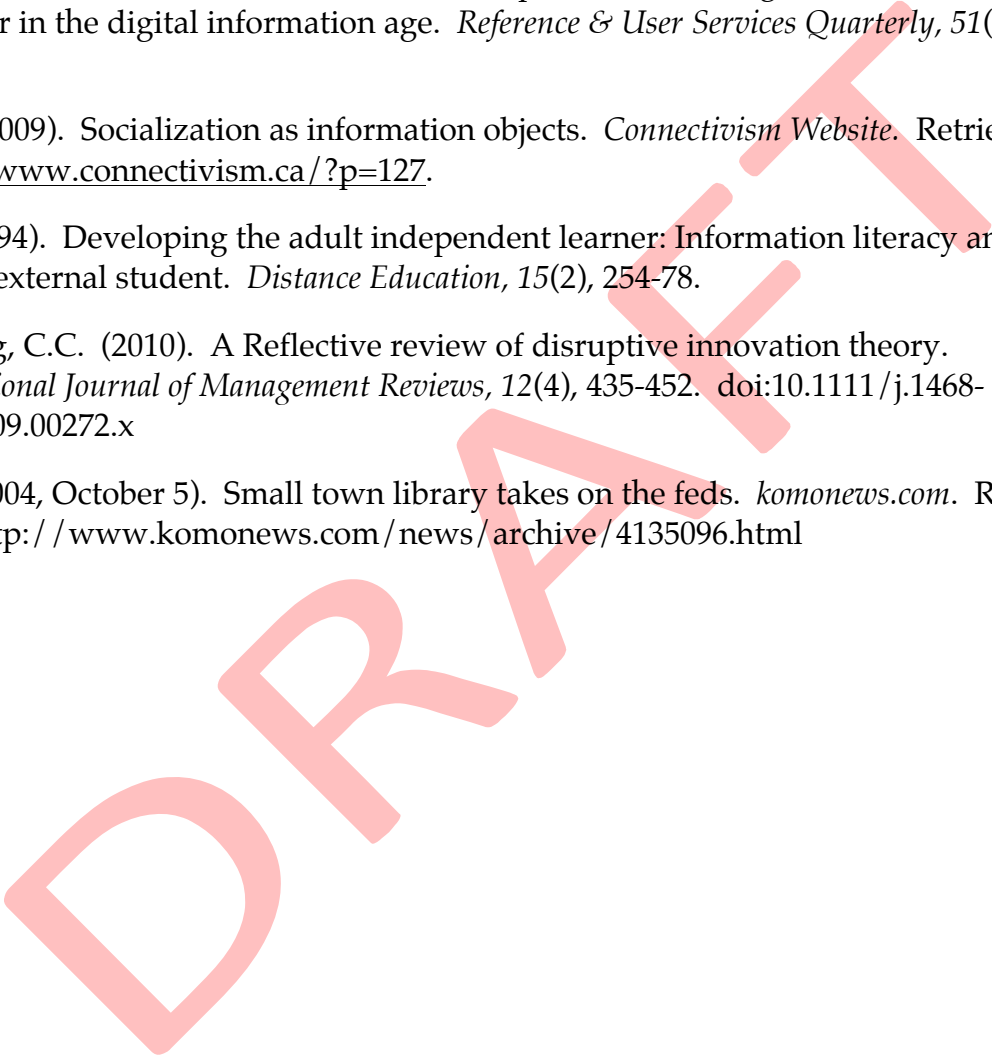 r in the digital information age. Reference & User Services Quarterly, 51(
009). Socialization as information objects. Connectivism Website. Retrie
www.connectivism.ca/?p=127.
94). Developing the adult independent learner: Information literacy an
external student. Distance Education, 15(2), 254-78.
g, C.C. (2010). A Reflective review of disruptive innovation theory.
ional Journal of Management Reviews, 12(4), 435-452. doi:10.1111/j.1468-
09.00272.x
004, October 5). Small town library takes on the feds. komonews.com. R
tp://www.komonews.com/news/archive/4135096.html
DRAFT